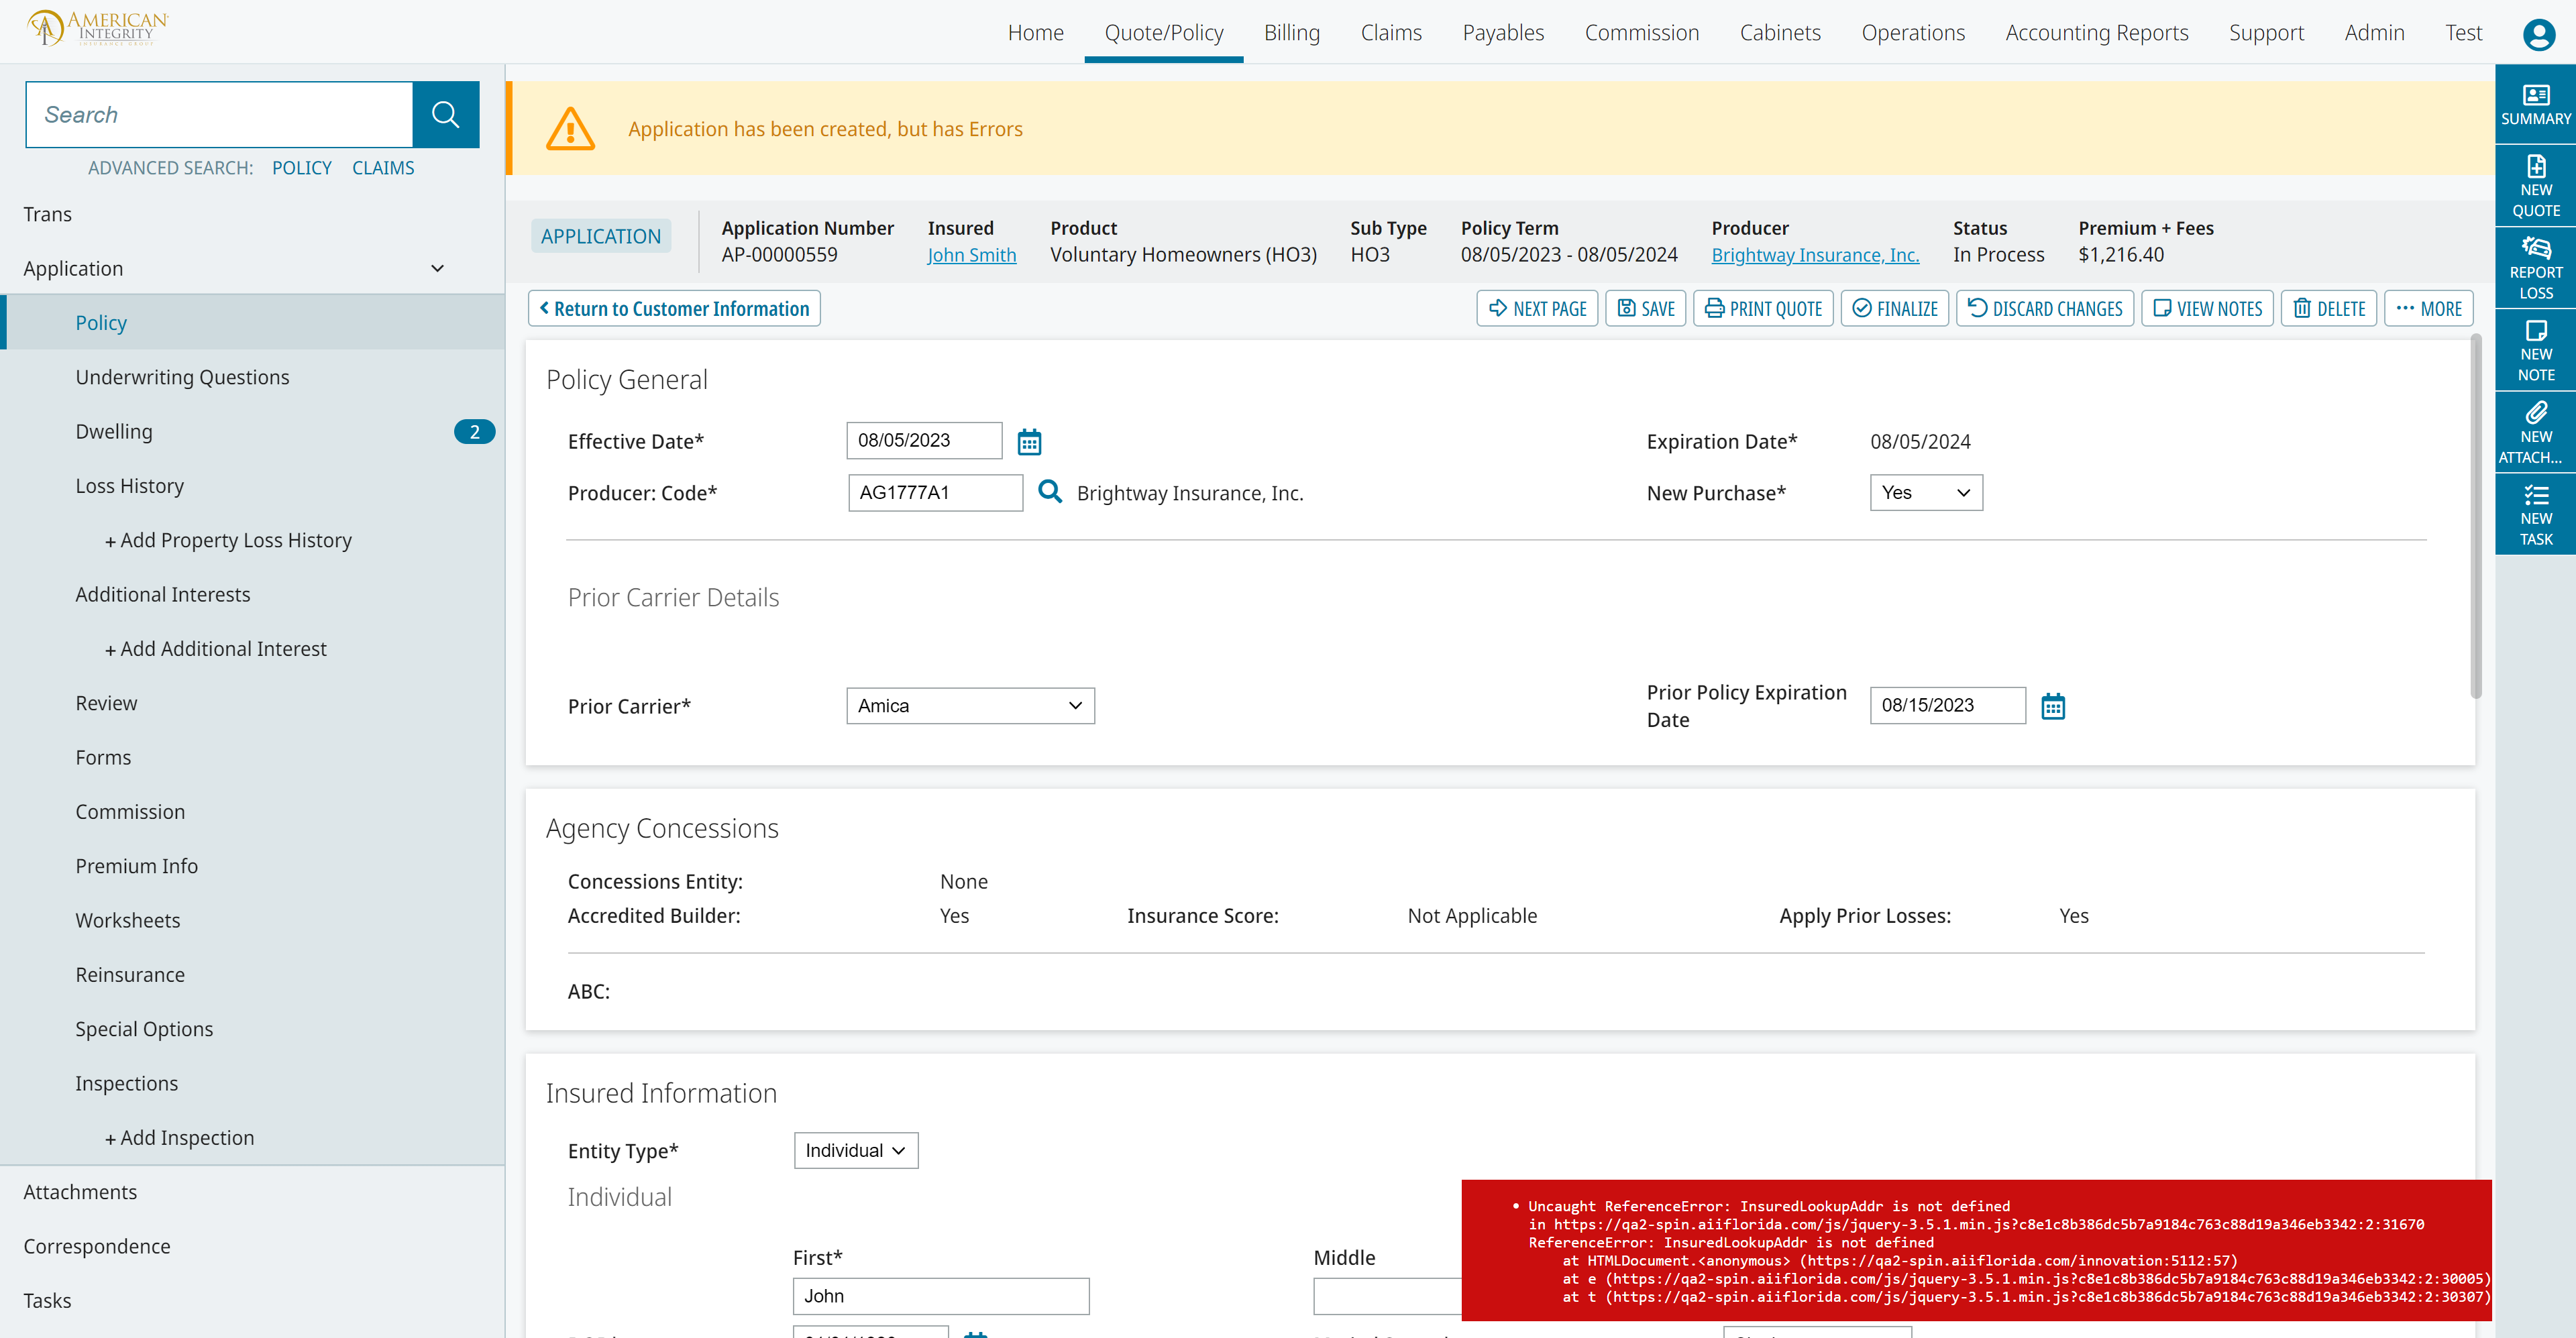 AMERICAN
INTEGRITY
INSURANCE GROUP
Home Quote/Policy Billing Claims Payables Commission Cabinets Operations Accounting Reports Support Admin Test
Search
ADVANCED SEARCH: POLICY CLAIMS
Trans
Application
Policy
Underwriting Questions
Dwelling 2
Loss History
+ Add Property Loss History
Additional Interests
+ Add Additional Interest
Review
Forms
Commission
Premium Info
Worksheets
Reinsurance
Special Options
Inspections
+ Add Inspection
Attachments
Correspondence
Tasks
Application has been created, but has Errors
APPLICATION
Application Number Insured Product Sub Type Policy Term Producer Status Premium + Fees
AP-00000559 John Smith Voluntary Homeowners (HO3) HO3 08/05/2023 - 08/05/2024 Brightway Insurance, Inc. In Process $1,216.40
Return to Customer Information NEXT PAGE SAVE PRINT QUOTE FINALIZE DISCARD CHANGES VIEW NOTES DELETE ··· MORE
Policy General
Effective Date* 08/05/2023 Expiration Date* 08/05/2024
Producer: Code* AG1777A1 Brightway Insurance, Inc. New Purchase* Yes
Prior Carrier Details
Prior Carrier* Amica Prior Policy Expiration
Date 08/15/2023
Agency Concessions
Concessions Entity: None
Accredited Builder: Yes Insurance Score: Not Applicable Apply Prior Losses: Yes
ABC:
Insured Information
Entity Type* Individual
Individual
First* Middle
John
• Uncaught ReferenceError: InsuredLookupAddr is not defined
in https://qa2-spin.aiiflorida.com/js/jquery-3.5.1.min.js?c8e1c8b386dc5b7a9184c763c88d19a346eb3342:2:31670
ReferenceError: InsuredLookupAddr is not defined
at HTMLDocument.<anonymous> (https://qa2-spin.aiiflorida.com/innovation:5112:57)
at e (https://qa2-spin.aiiflorida.com/js/jquery-3.5.1.min.js?c8e1c8b386dc5b7a9184c763c88d19a346eb3342:2:30005)
at t (https://qa2-spin.aiiflorida.com/js/jquery-3.5.1.min.js?c8e1c8b386dc5b7a9184c763c88d19a346eb3342:2:30307)
SUMMARY
NEW
QUOTE
REPORT
LOSS
NEW
NOTE
NEW
ATTACH...
NEW
TASK